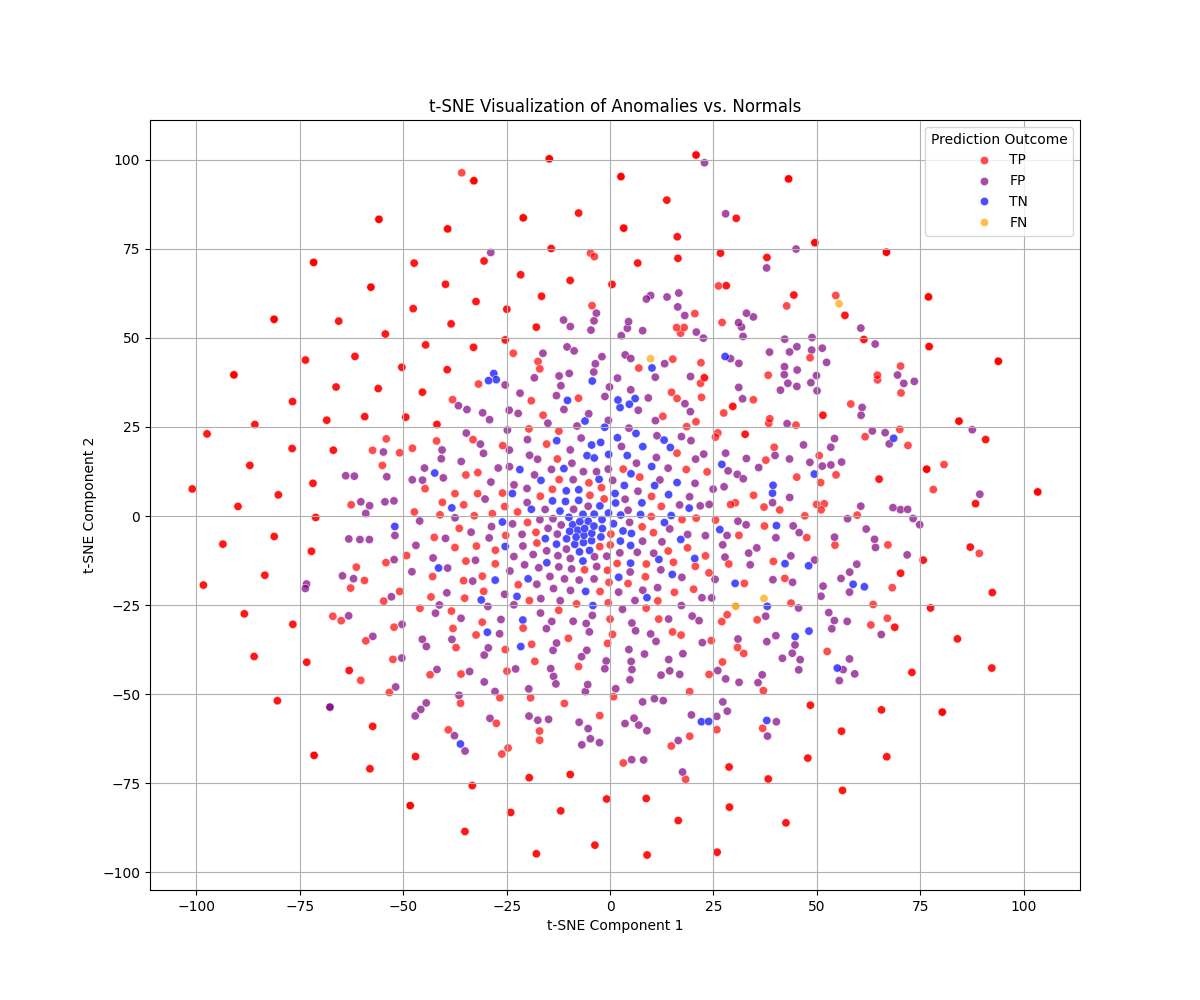 t-SNE Visualization of Anomalies vs. Normals
Prediction Outcome
TP
FP
TN
FN
100
75
50
25
0
−25
−50
−75
−100
t-SNE Component 2
−100 −75 −50 −25 0 25 50 75 100
t-SNE Component 1